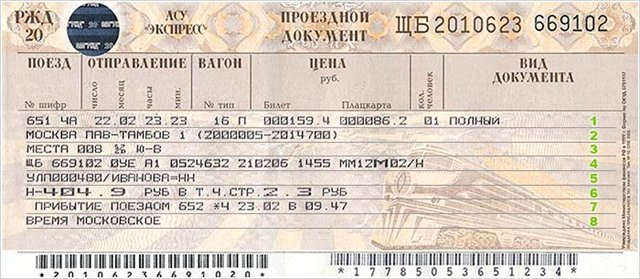 РЖД АСУ ПРОЕЗДНОЙ ЩБ2010623 669102
20 "ЭКСПРЕСС" ДОКУМЕНТ
ПОЕЗД ОТПРАВЛЕНИЕ ВАГОН ЦЕНА ВИД
руб. ДОКУМЕНТА
№ шифр число месяц часы мин № тип Билет Плацкарта кол. человек
651 ЧА 22.02 23.23 16 П 000159.4 000086.2 01 ПОЛНЫЙ 1
МОСКВА ПАВ-ТАМБОВ 1 (2000005-2014700) 2
МЕСТА 008 Ю-В 3
ЩБ 669102 0УЕ А1 0524632 210206 1455 ММ12М02/Н 4
УЛП000480/ИВАНОВА=НН 5
Н-404.9 РУБ В Т.Ч.СТР.2.3 РУБ 6
ПРИБЫТИЕ ПОЕЗДОМ 652 *Ч 23.02 В 09.47 7
ВРЕМЯ МОСКОВСКОЕ 8
*20106236691020* *17785053651234*